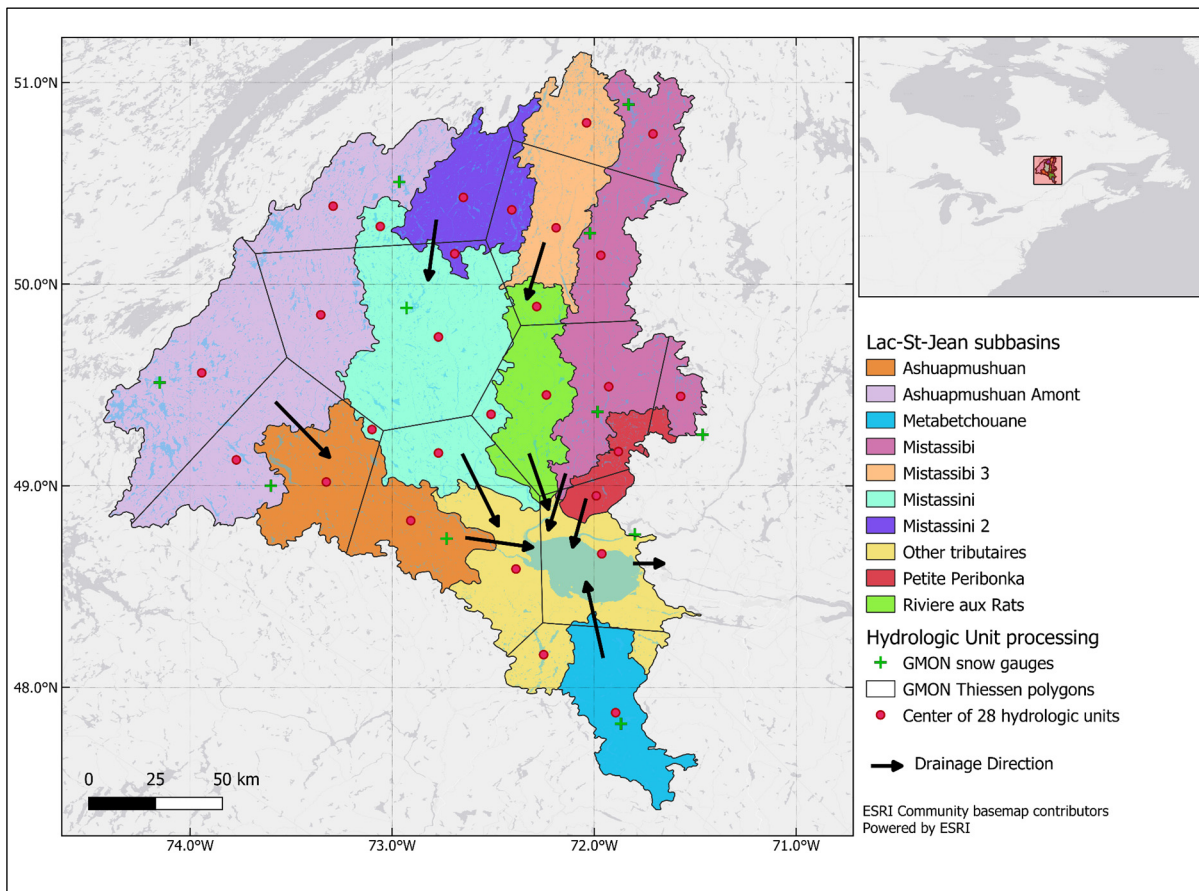 51.0°N
50.0°N
49.0°N
48.0°N
0 25 50 km
74.0°W 73.0°W 72.0°W 71.0°W
Lac-St-Jean subbasins
Ashuapmushuan
Ashuapmushuan Amont
Metabetchouane
Mistassibi
Mistassibi 3
Mistassini
Mistassini 2
Other tributaires
Petite Peribonka
Riviere aux Rats
Hydrologic Unit processing
GMON snow gauges
GMON Thiessen polygons
Center of 28 hydrologic units
Drainage Direction
ESRI Community basemap contributors
Powered by ESRI